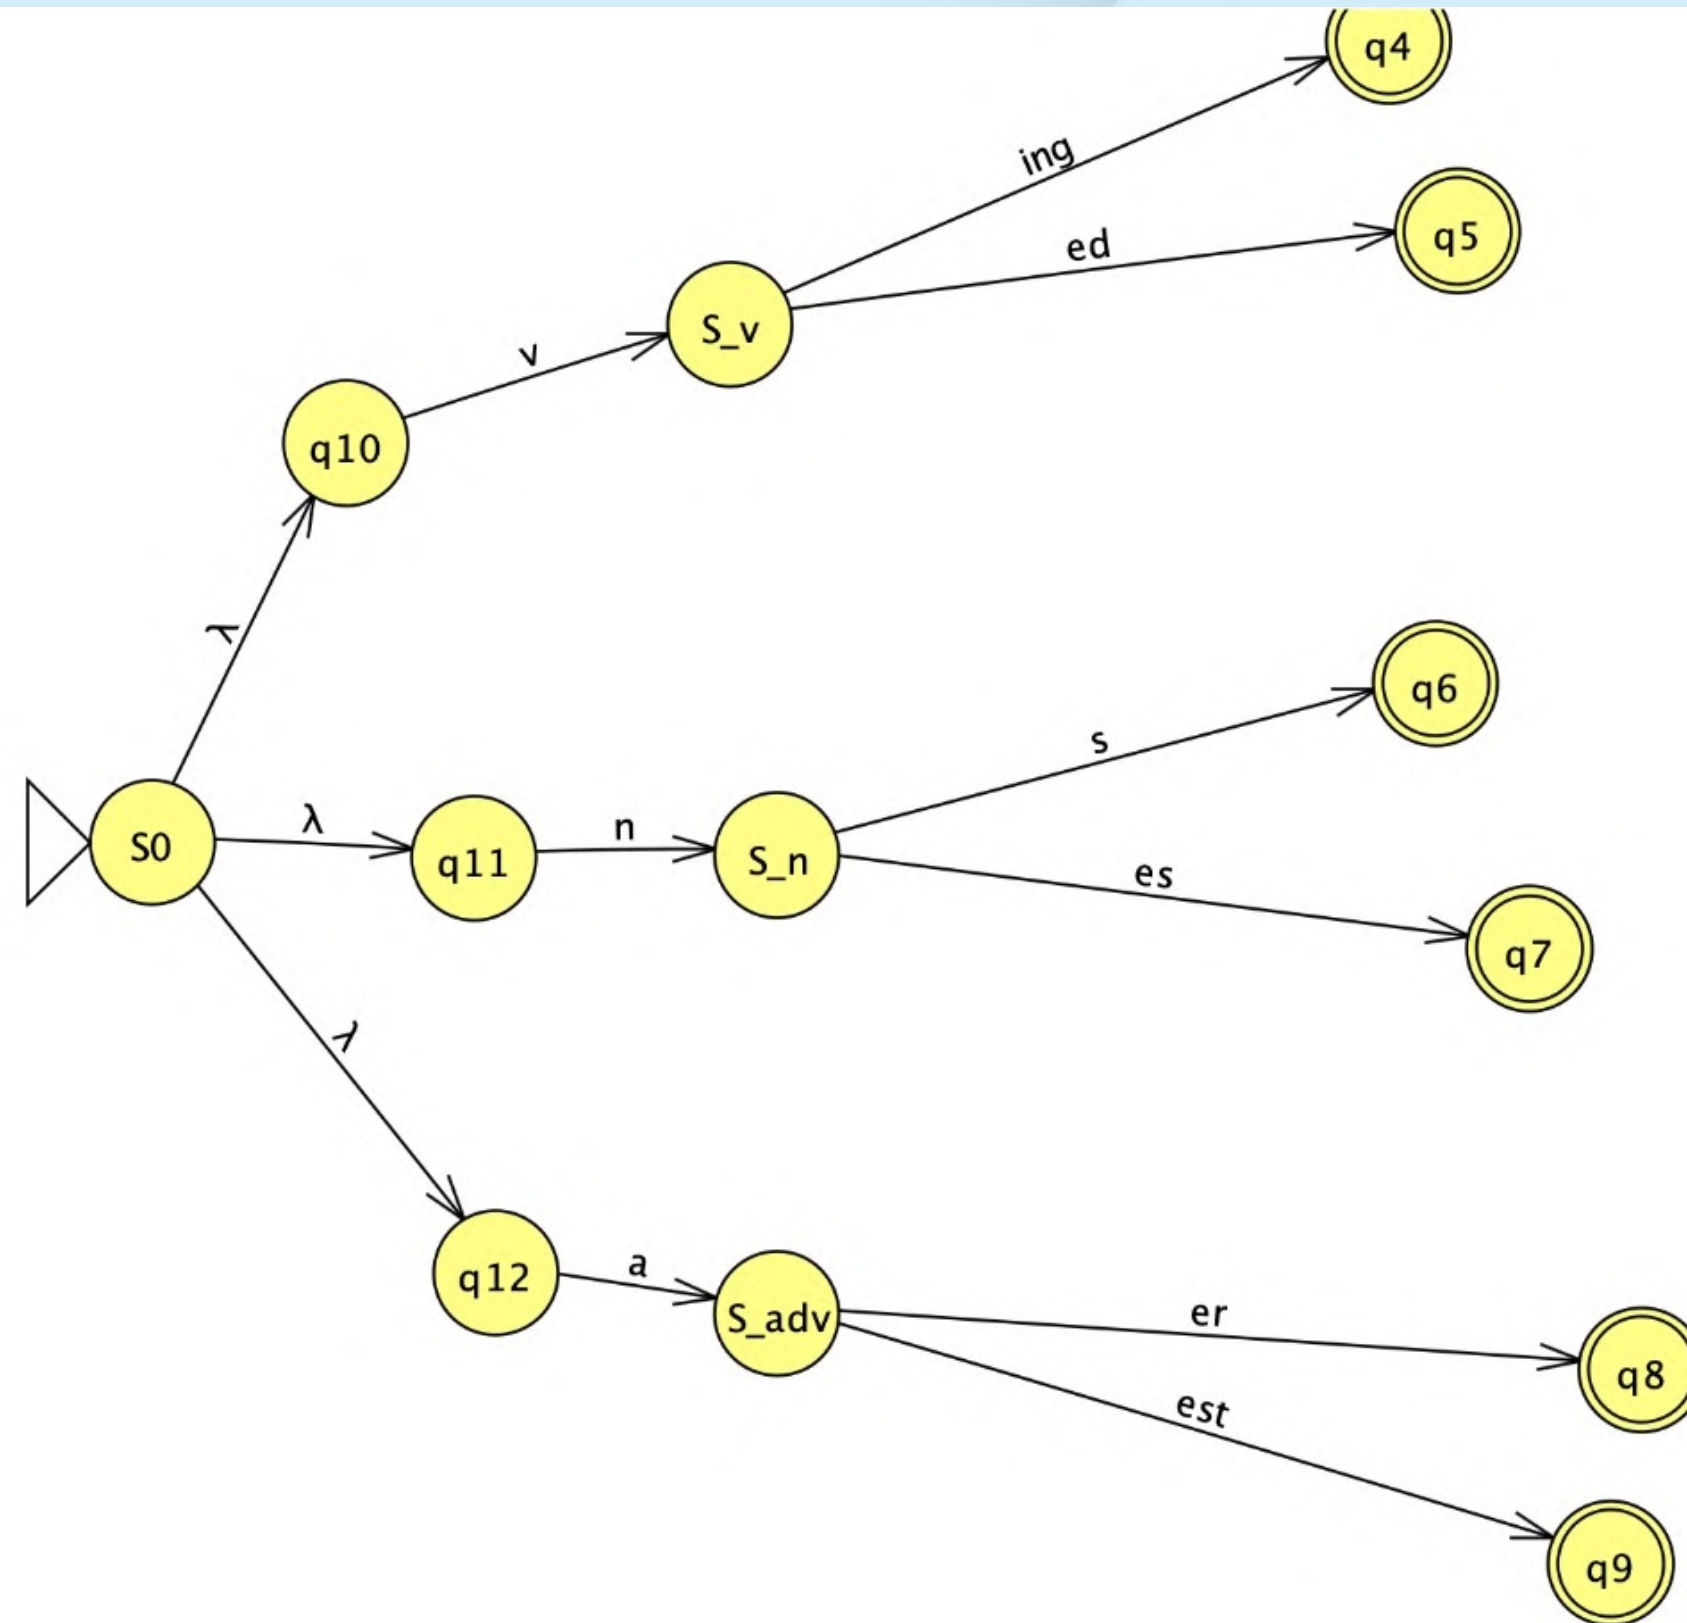 q4
ing
q5
ed
S_v
v
q10
λ
q6
s
S0
λ
q11
n
S_n
es
q7
λ
q12
a
S_adv
er
q8
est
q9